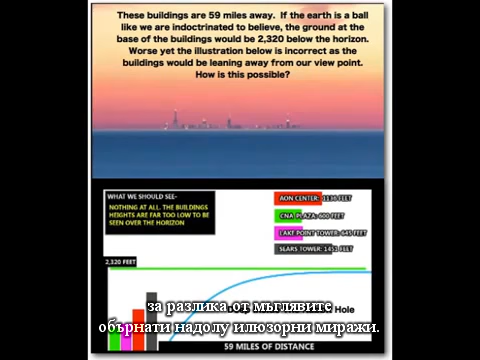 These buildings are 59 miles away. If the earth is a ball
like we are indoctrinated to believe, the ground at the
base of the buildings would be 2,320 below the horizon.
Worse yet the illustration below is incorrect as the
buildings would be leaning away from our view point.
How is this possible?
WHAT WE SHOULD SEE-
NOTHING AT ALL. THE BUILDINGS
HEIGHTS ARE FAR TOO LOW TO BE
SEEN OVER THE HORIZON
AON CENTER: 1136 FEET
CNA PLAZA: 600 FEET
LAKE POINT TOWER: 645 FEET
SEARS TOWER: 1451 FEET
2,320 FEET
Hole
за разлика от мъглявите
обърнати надолу илюзорни миражи.
59 MILES OF DISTANCE